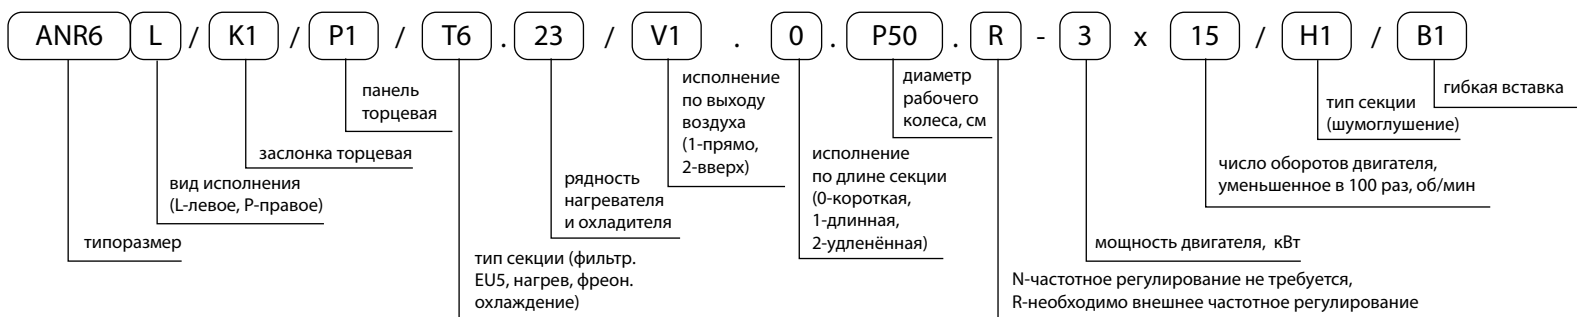 ANR6 L / K1 / P1 / T6 . 23 / V1 . 0 . P50 . R - 3 x 15 / H1 / B1
панель
торцевая
заслонка торцевая
вид исполнения
(L-левое, P-правое)
типоразмер
тип секции (фильтр.
EU5, нагрев, фреон.
охлаждение)
рядность
нагревателя
и охладителя
исполнение
по выходу
воздуха
(1-прямо,
2-вверх)
исполнение
по длине секции
(0-короткая,
1-длинная,
2-удленённая)
диаметр
рабочего
колеса, см
N-частотное регулирование не требуется,
R-необходимо внешнее частотное регулирование
мощность двигателя, кВт
число оборотов двигателя,
уменьшенное в 100 раз, об/мин
тип секции
(шумоглушение)
гибкая вставка